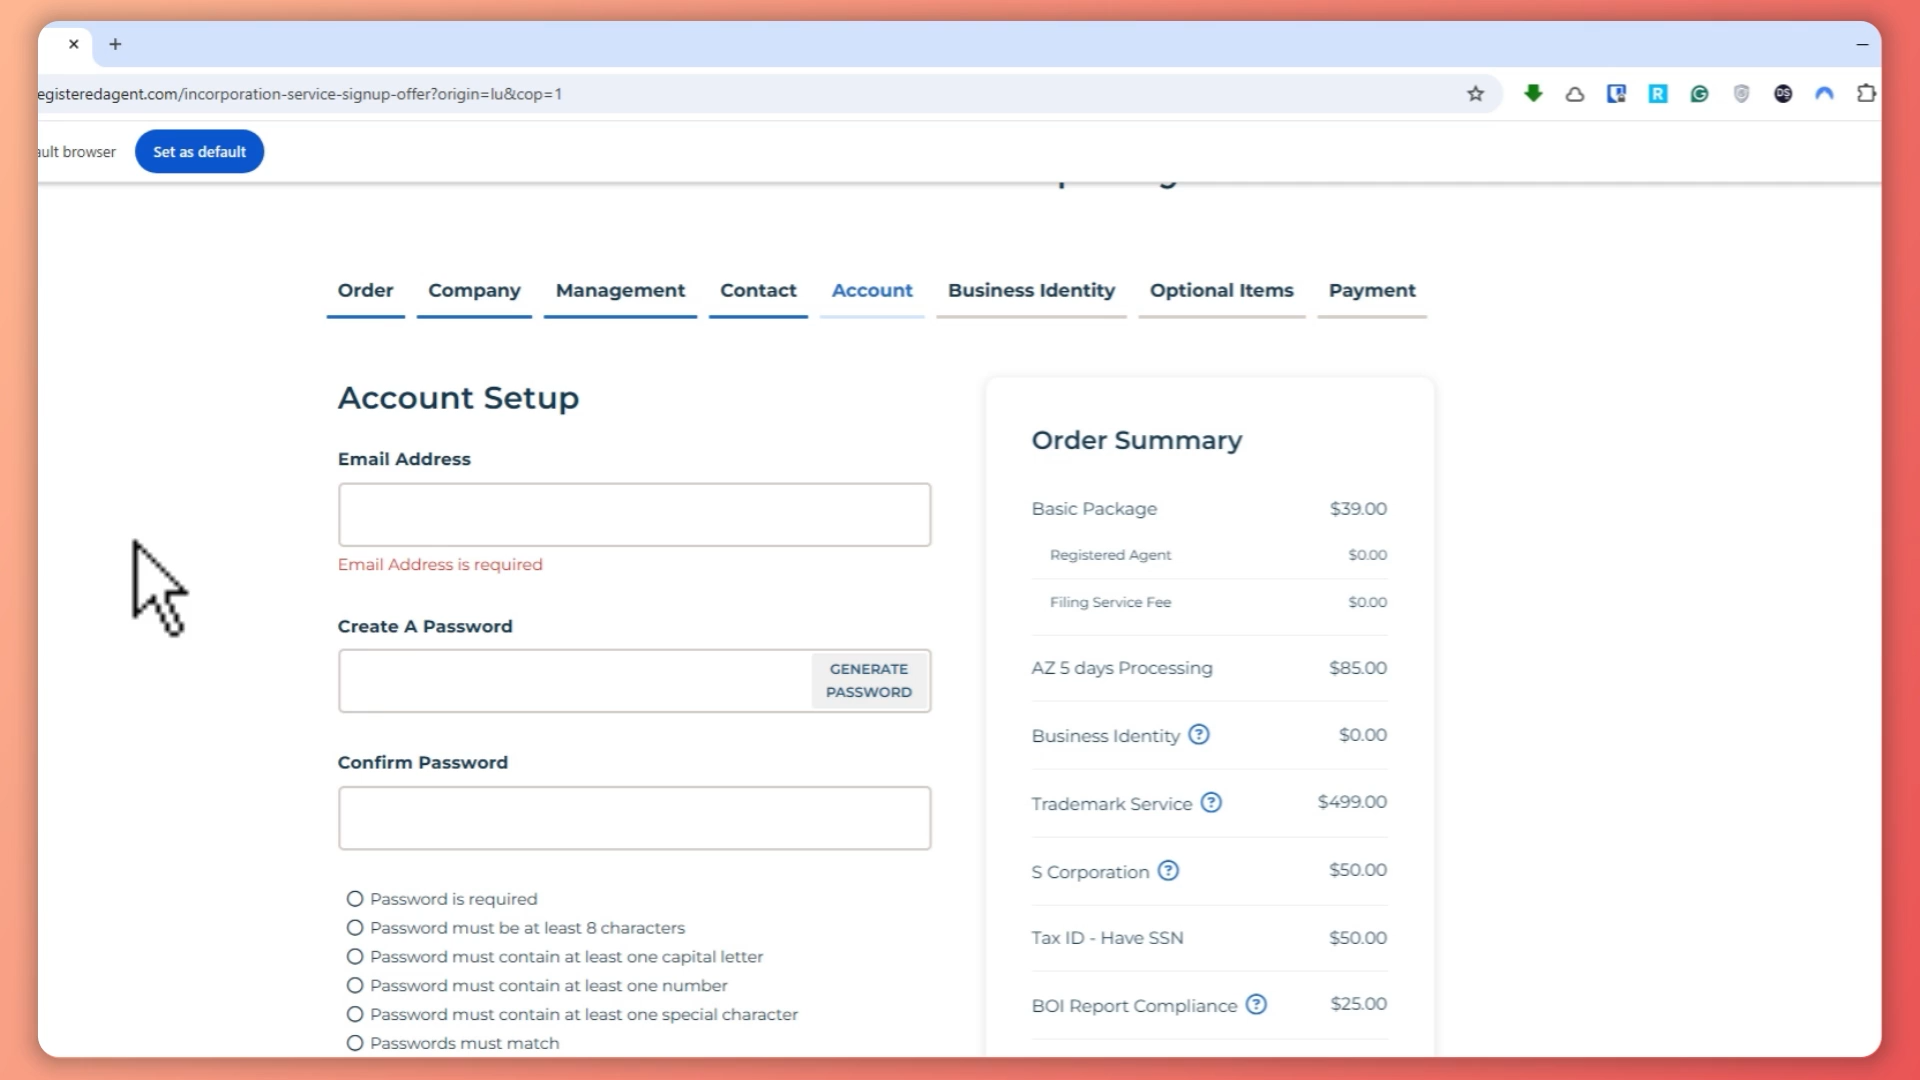 egisteredagent.com/incorporation-service-signup-offer?origin=lu&cop=1
ault browser
Set as default
Order Company Management Contact Account Business Identity Optional Items Payment
Account Setup
Email Address
Email Address is required
Create A Password
GENERATE
PASSWORD
Confirm Password
Password is required
Password must be at least 8 characters
Password must contain at least one capital letter
Password must contain at least one number
Password must contain at least one special character
Passwords must match
Order Summary
Basic Package $39.00
Registered Agent $0.00
Filing Service Fee $0.00
AZ 5 days Processing $85.00
Business Identity ? $0.00
Trademark Service ? $499.00
S Corporation ? $50.00
Tax ID - Have SSN $50.00
BOI Report Compliance ? $25.00